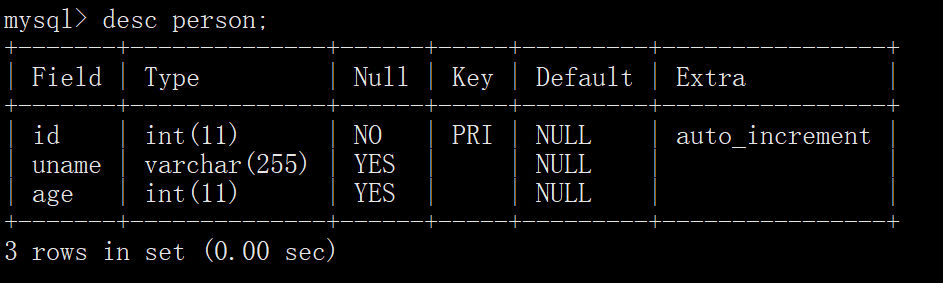 mysql> desc person;
+-------+--------------+------+-----+---------+----------------+
| Field | Type         | Null | Key | Default | Extra          |
+-------+--------------+------+-----+---------+----------------+
| id    | int(11)      | NO   | PRI | NULL    | auto_increment |
| uname | varchar(255) | YES  |     | NULL    |                |
| age   | int(11)      | YES  |     | NULL    |                |
+-------+--------------+------+-----+---------+----------------+
3 rows in set (0.00 sec)